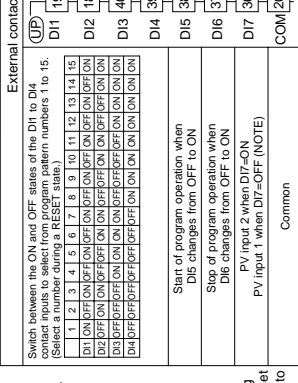 External contac
UP
Switch between the ON and OFF states of the DI1 to DI4
contact inputs to select from program pattern numbers 1 to 15.
(Select a number during a RESET state.)
1 2 3 4 5 6 7 8 9 10 11 12 13 14 15
DI1 ON OFF ON OFF ON OFF ON OFF ON OFF ON OFF ON OFF ON
DI2 OFF ON ON OFF OFF ON ON OFF OFF ON ON OFF OFF ON ON
DI3 OFF OFF OFF ON ON ON ON OFF OFF OFF OFF ON ON ON ON
DI4 OFF OFF OFF OFF OFF OFF OFF ON ON ON ON ON ON ON ON
Start of program operation when
DI5 changes from OFF to ON
Stop of program operation when
DI6 changes from OFF to ON
PV input 2 when DI7=ON
PV input 1 when DI7=OFF (NOTE)
Common
DI1
DI2
DI3
DI4
DI5
DI6
DI7
COM
g
et
to